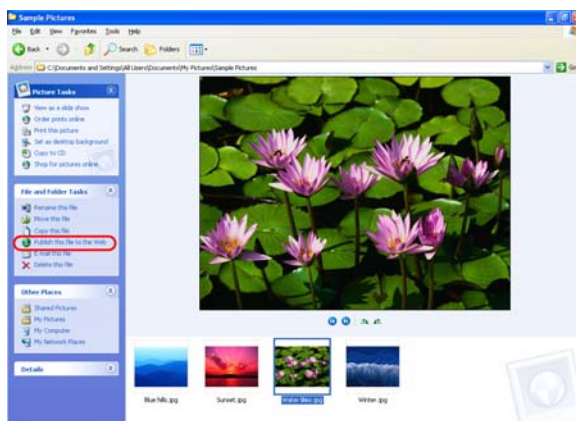 Sample Pictures
File Edit View Favorites Tools Help
Back Search Folders
Address C:\Documents and Settings\All Users\Documents\My Pictures\Sample Pictures Go
Picture Tasks
View as a slide show
Order prints online
Print this picture
Set as desktop background
Copy to CD
Shop for pictures online
File and Folder Tasks
Rename this file
Move this file
Copy this file
Publish this file to the Web
E-mail this file
Delete this file
Other Places
Shared Pictures
My Pictures
My Computer
My Network Places
Details
Blue hills.jpg Sunset.jpg Water lilies.jpg Winter.jpg